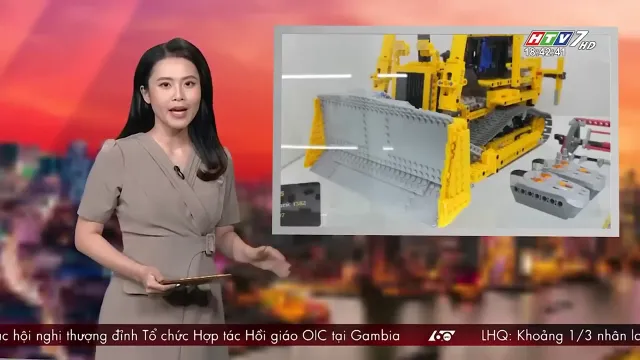 HTV7 HD
18:42:41
ác hội nghị thượng đỉnh Tổ chức Hợp tác Hồi giáo OIC tại Gambia
60
LHQ: Khoảng 1/3 nhân lo